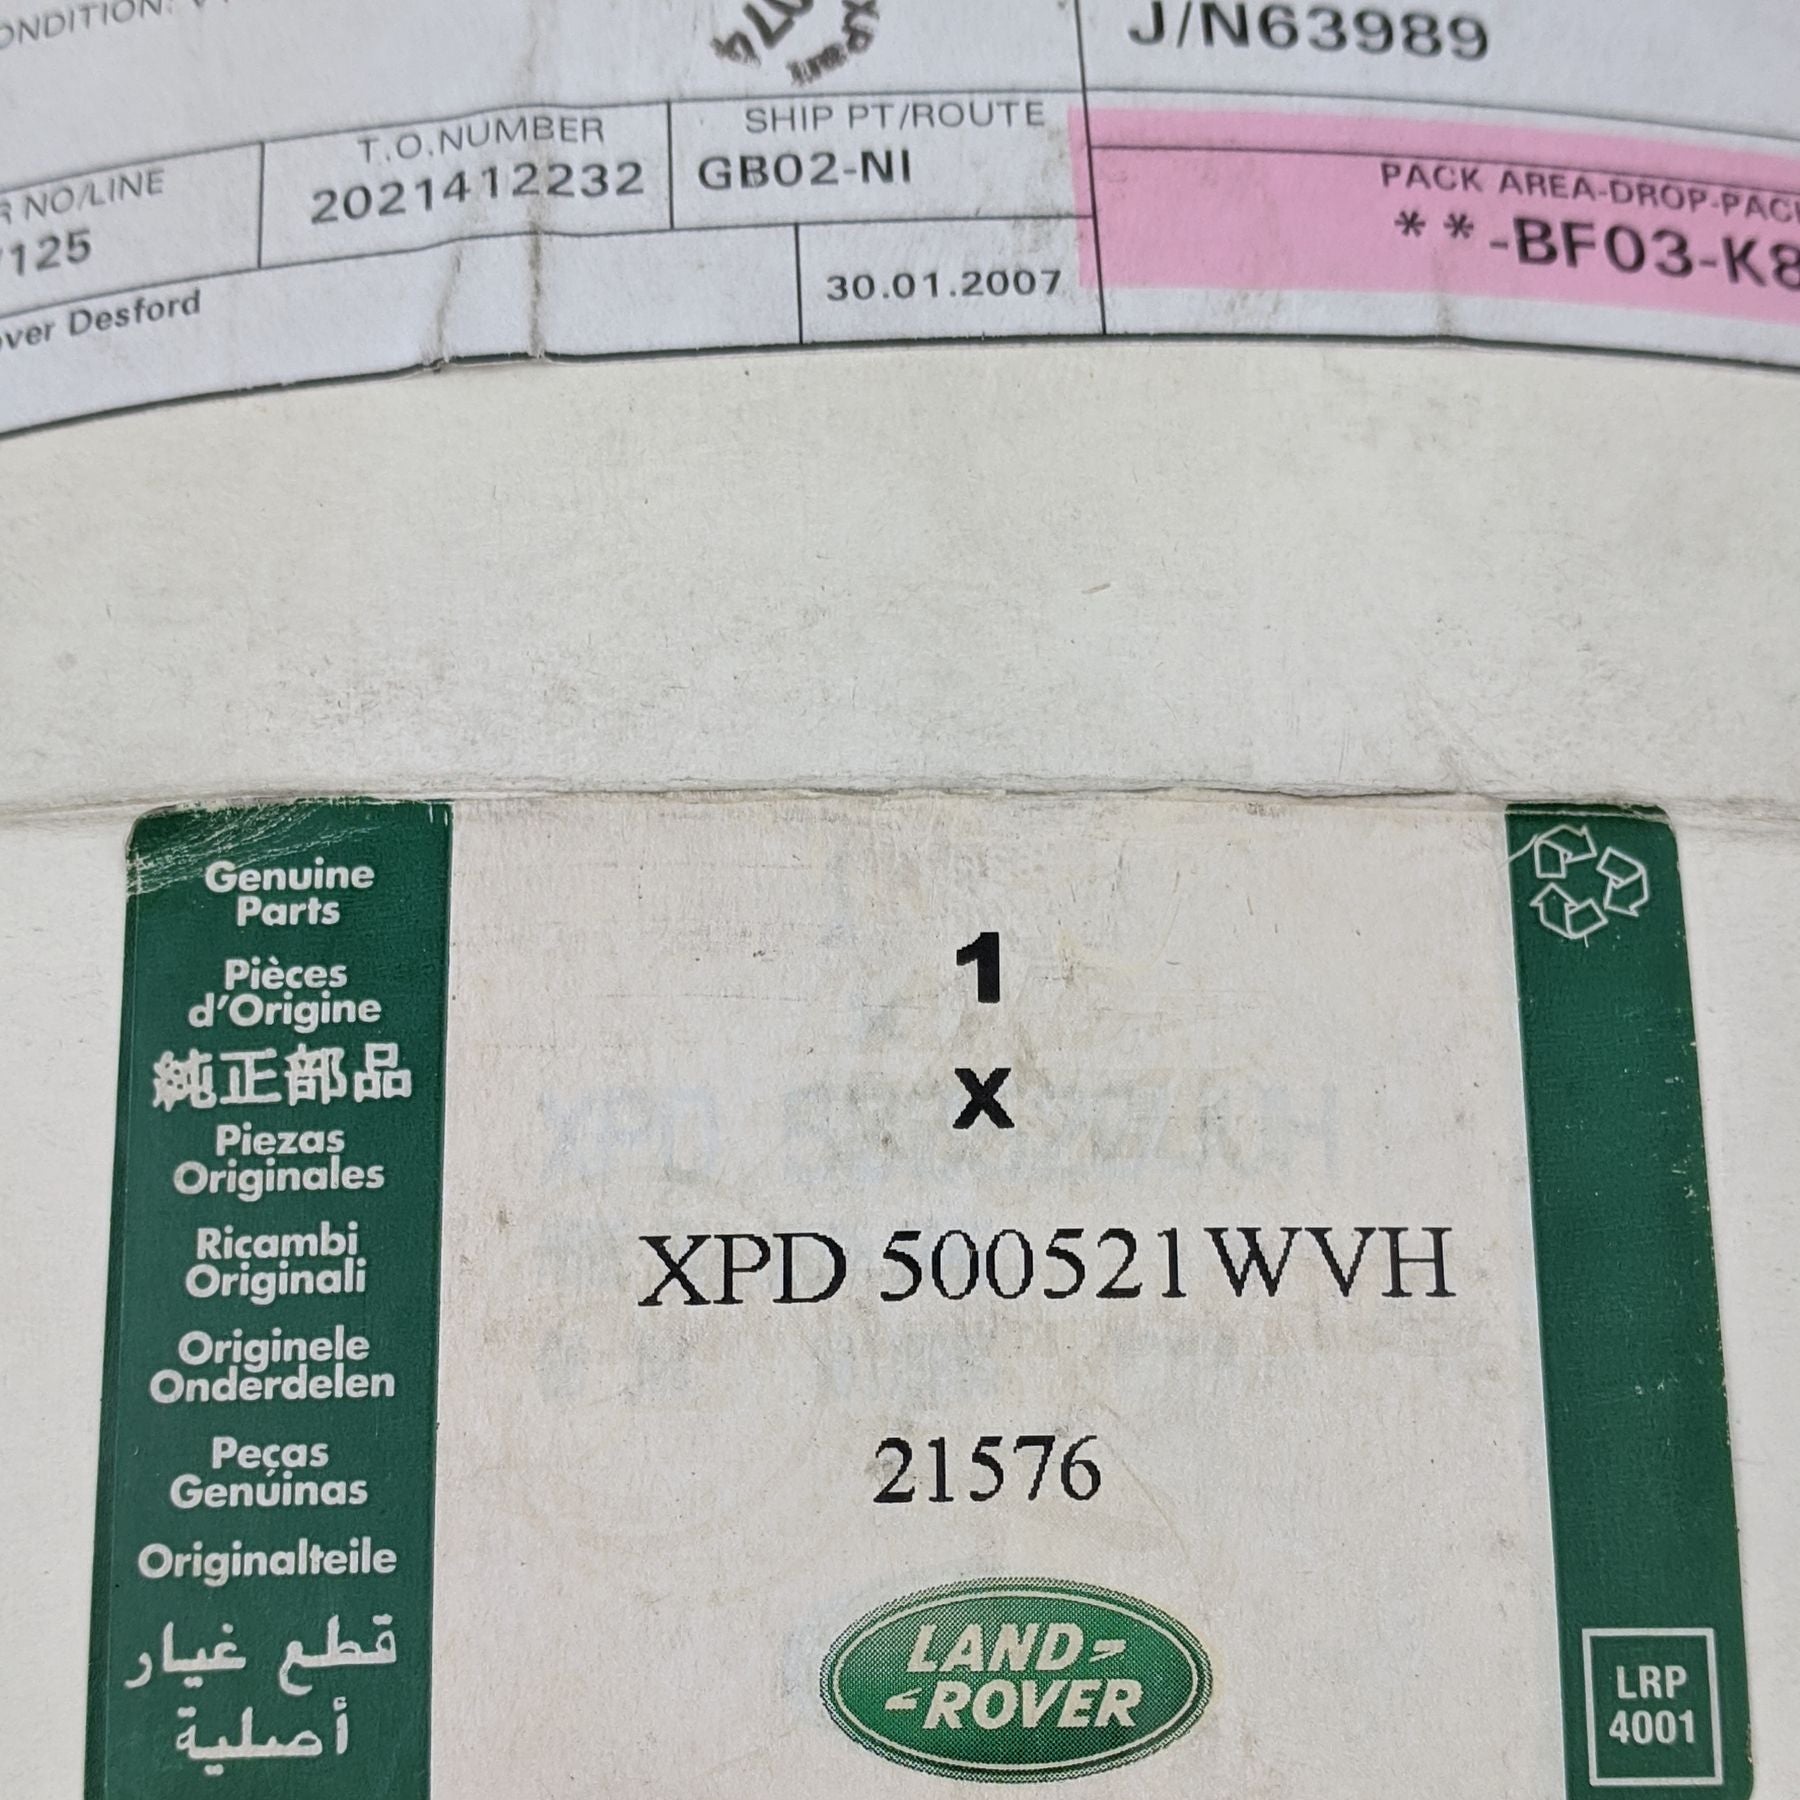 ONDITION:
J/N63989
R NO/LINE
T.O.NUMBER
SHIP PT/ROUTE
PACK AREA-DROP-PAC
125
2021412232
GB02-NI
**-BF03-K8
over Desford
30.01.2007
Genuine
Parts
Pièces
d'Origine
純正部品
Piezas
Originales
Ricambi
Originali
Originele
Onderdelen
Peças
Genúinas
Originalteile
قطع غيار
أصلية
1
x
XPD 500521WVH
21576
LAND-
-ROVER
LRP
4001